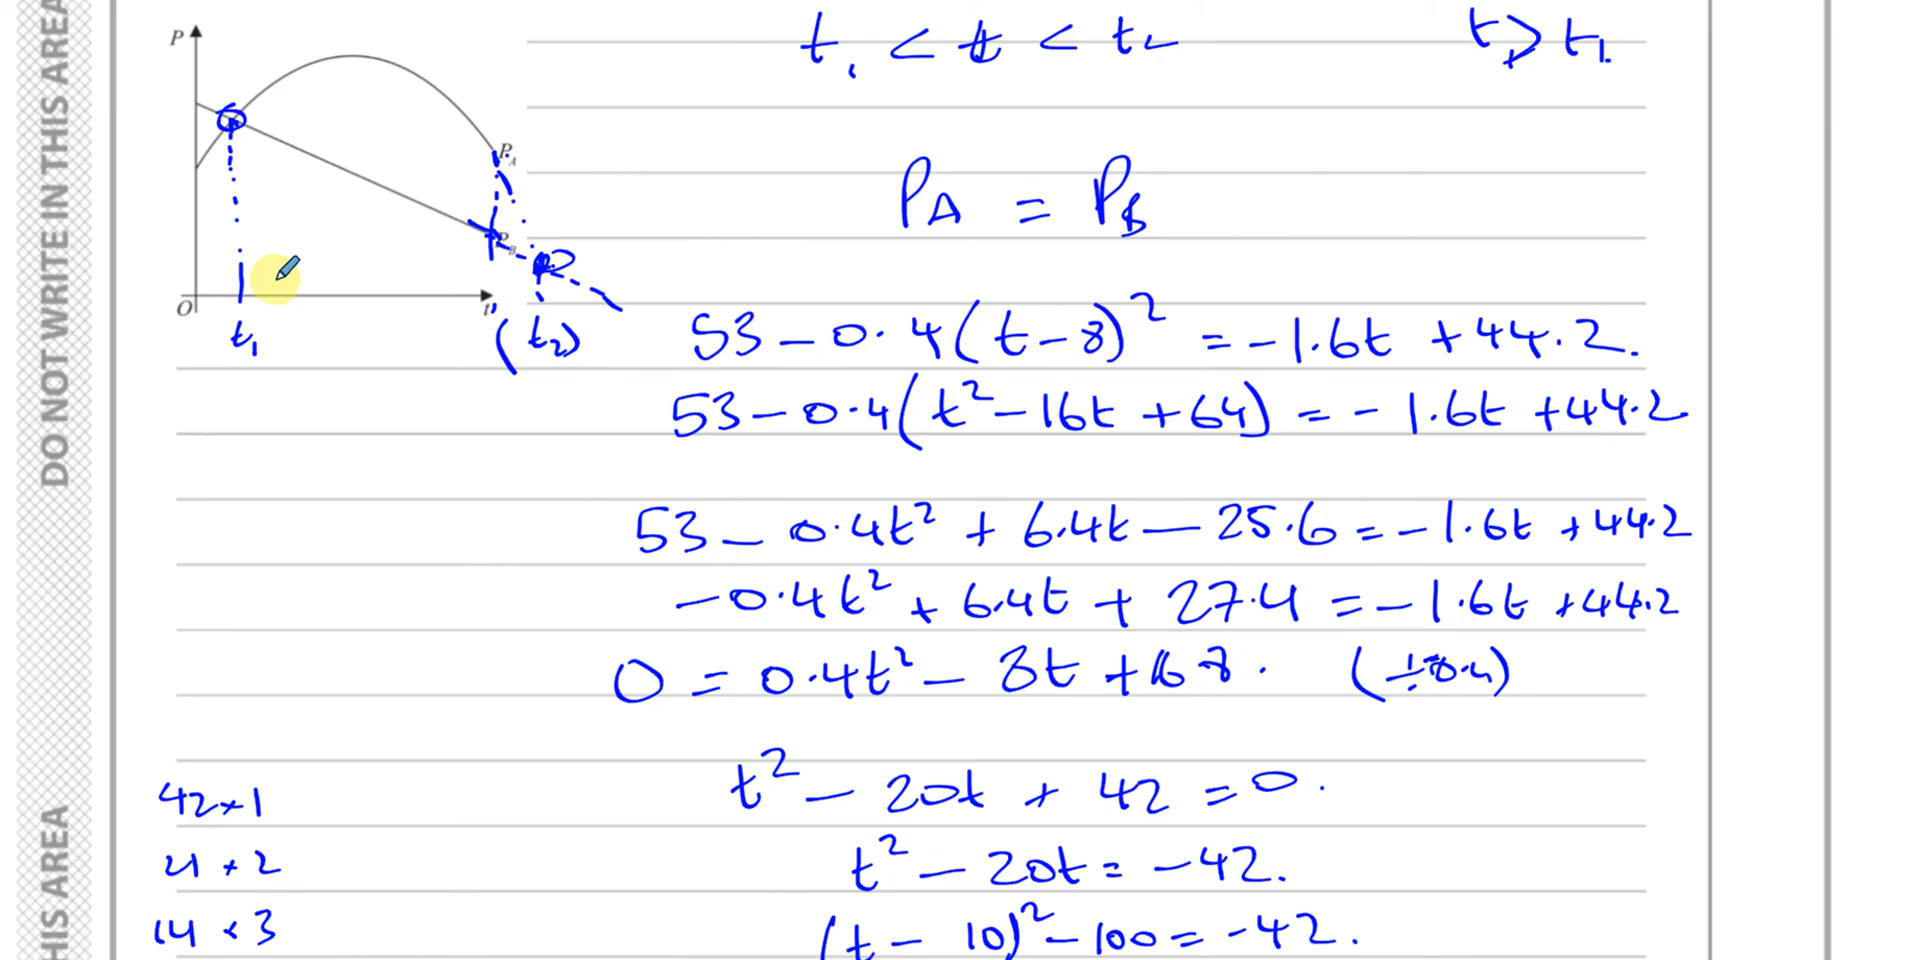 DO NOT WRITE IN THIS AREA
THIS AREA
P
t₁ < t < t₂
t > t₁.
P_A
P_B
O
t
t₁
(t₂)
P_A = P_B
53 - 0.4(t - 8)² = -1.6t + 44.2.
53 - 0.4(t² - 16t + 64) = - 1.6t + 44.2
53 - 0.4t² + 6.4t - 25.6 = -1.6t + 44.2
-0.4t² + 6.4t + 27.4 = -1.6t + 44.2
0 = 0.4t² - 8t + 16.8. (÷0.4)
t² - 20t + 42 = 0.
42 × 1
t² - 20t = -42.
21 × 2
(t - 10)² - 100 = -42.
14 × 3